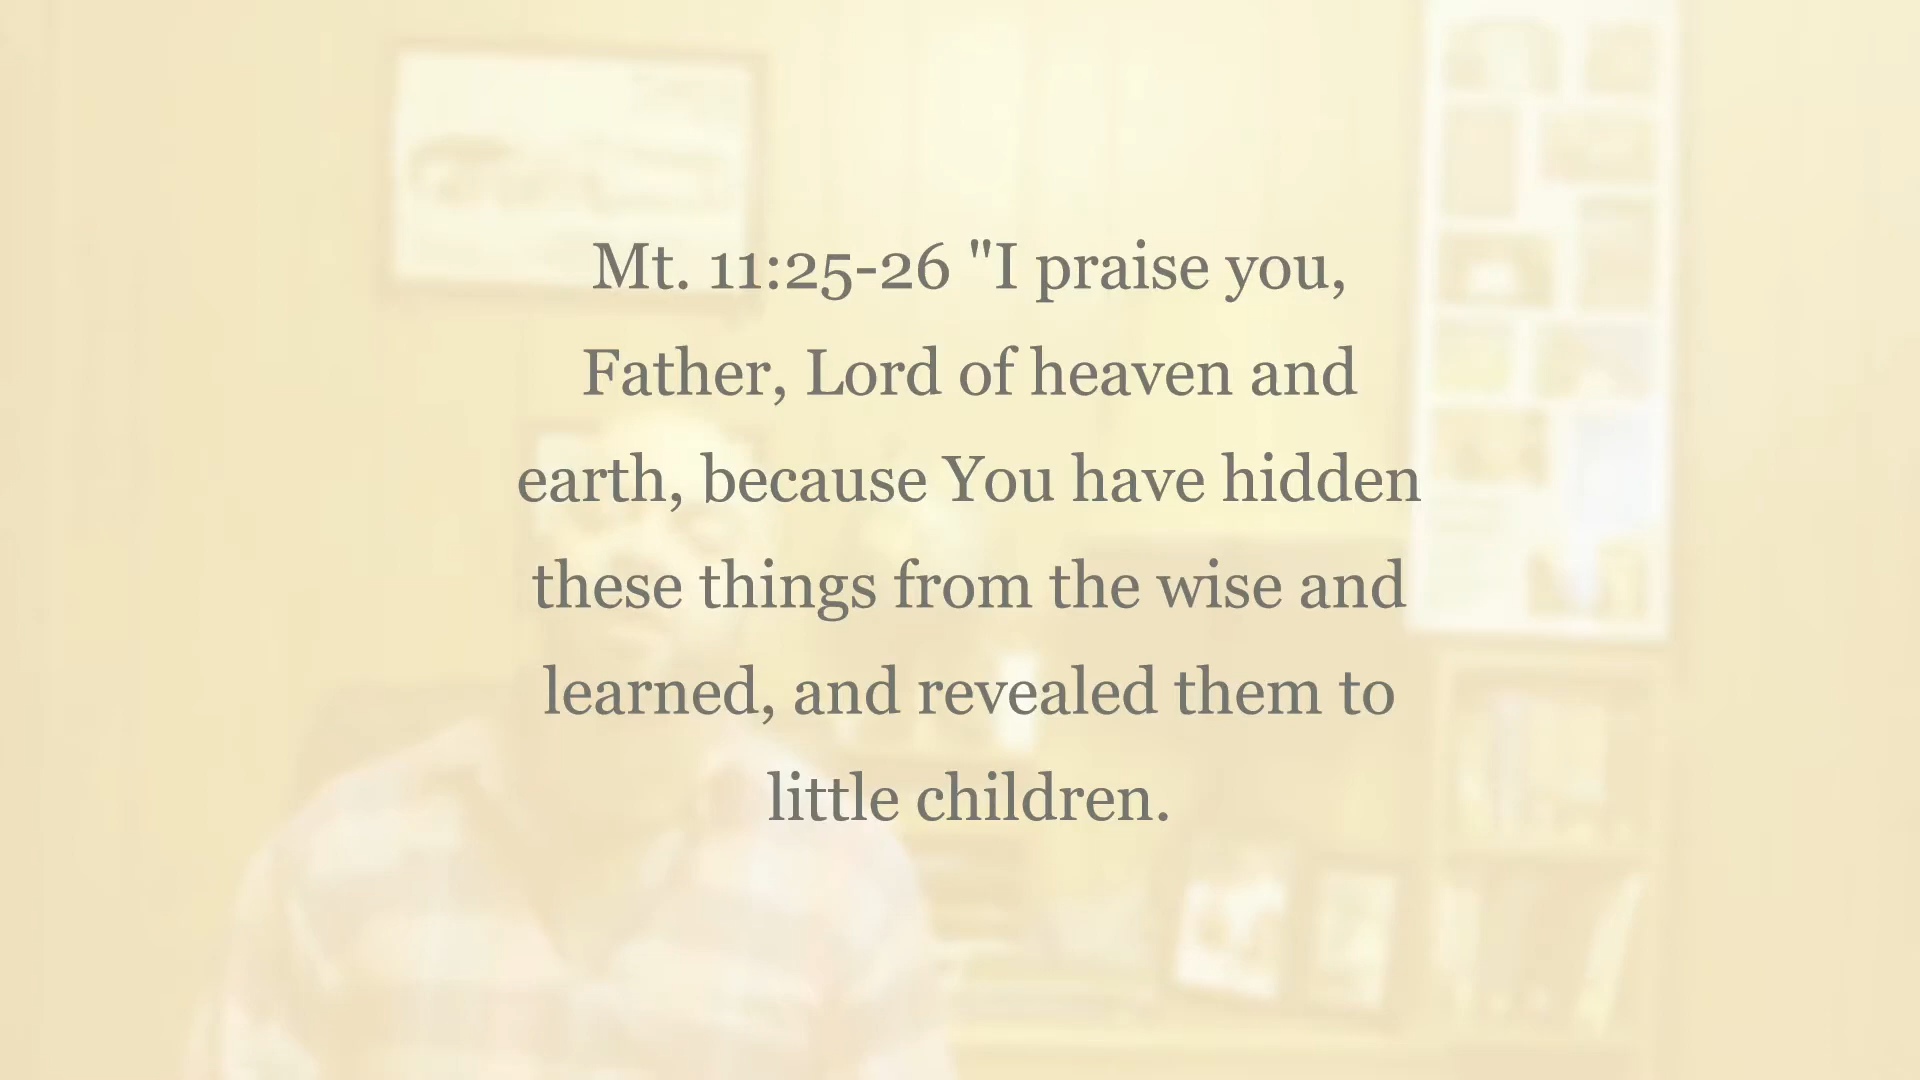 Mt. 11:25-26 "I praise you,
Father, Lord of heaven and
earth, because You have hidden
these things from the wise and
learned, and revealed them to
little children.